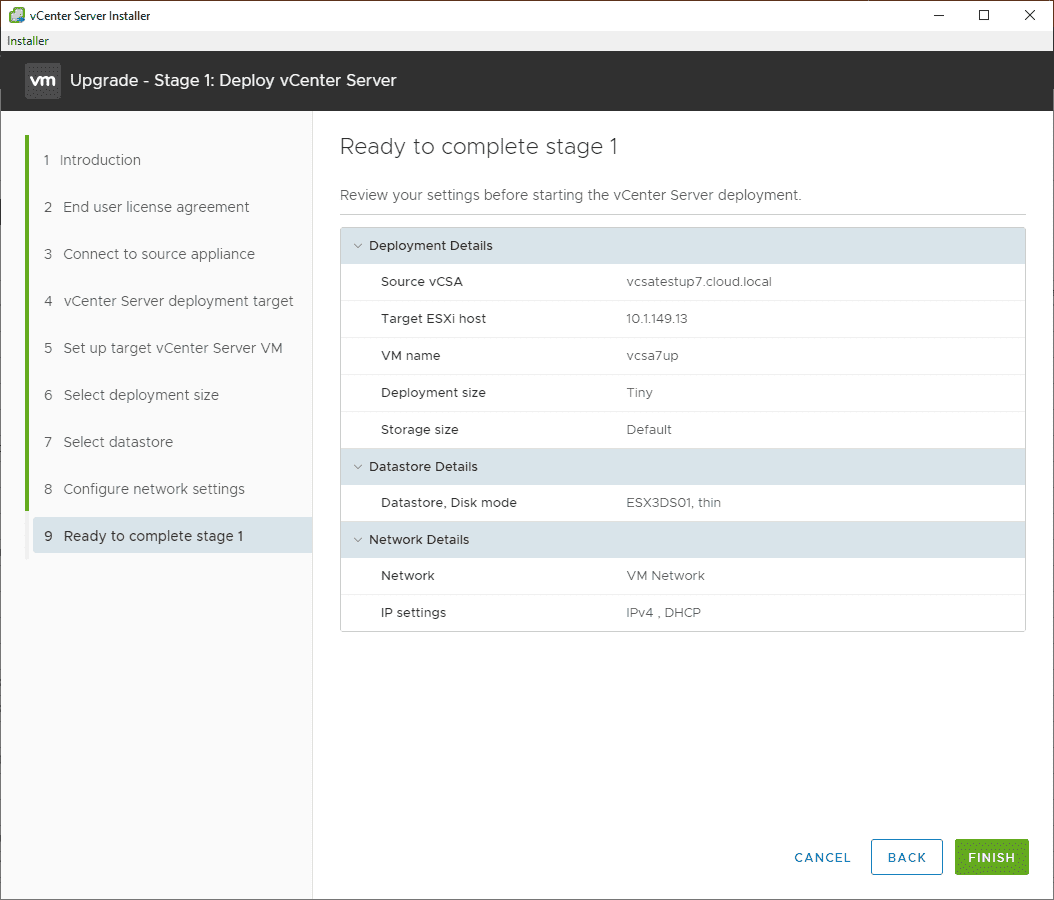 vCenter Server Installer
Installer
vm Upgrade - Stage 1: Deploy vCenter Server
1 Introduction
2 End user license agreement
3 Connect to source appliance
4 vCenter Server deployment target
5 Set up target vCenter Server VM
6 Select deployment size
7 Select datastore
8 Configure network settings
9 Ready to complete stage 1
Ready to complete stage 1
Review your settings before starting the vCenter Server deployment.
Deployment Details
Source vCSA vcsatestup7.cloud.local
Target ESXi host 10.1.149.13
VM name vcsa7up
Deployment size Tiny
Storage size Default
Datastore Details
Datastore, Disk mode ESX3DS01, thin
Network Details
Network VM Network
IP settings IPv4 , DHCP
CANCEL BACK FINISH